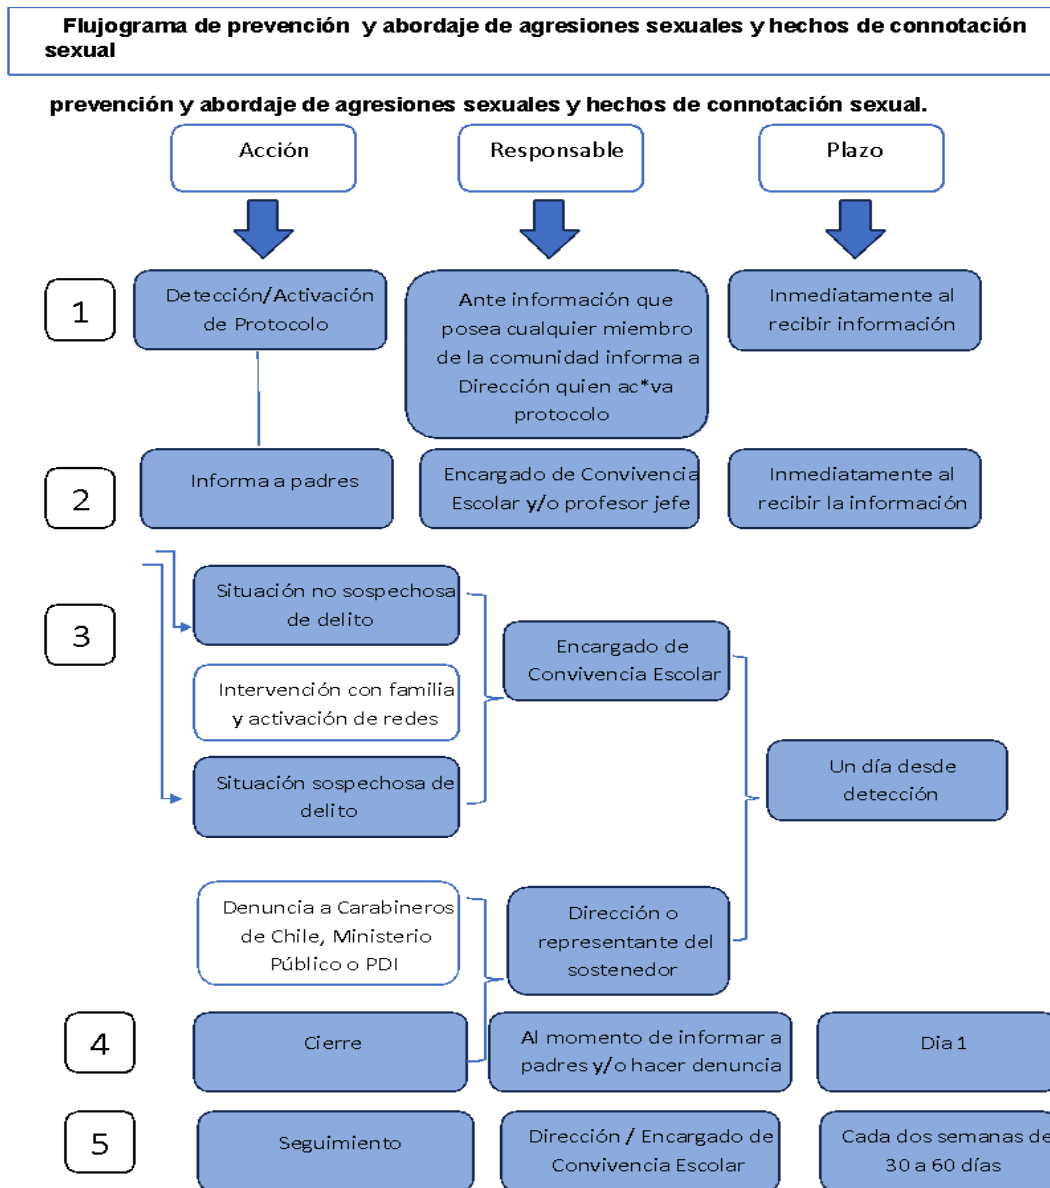 Flujograma de prevención y abordaje de agresiones sexuales y hechos de connotación
sexual
prevención y abordaje de agresiones sexuales y hechos de connotación sexual.
Acción
Responsable
Plazo
1
Detección/Activación
de Protocolo
Ante información que
posea cualquier miembro
de la comunidad informa a
Dirección quien ac*va
protocolo
Inmediatamente al
recibir información
2
Informa a padres
Encargado de Convivencia
Escolar y/o profesor jefe
Inmediatamente al
recibir la información
3
Situación no sospechosa
de delito
Intervención con familia
y activación de redes
Situación sospechosa de
delito
Encargado de
Convivencia Escolar
Un día desde
detección
Denuncia a Carabineros
de Chile, Ministerio
Público o PDI
Dirección o
representante del
sostenedor
4
Cierre
Al momento de informar a
padres y/o hacer denuncia
Dia 1
5
Seguimiento
Dirección / Encargado de
Convivencia Escolar
Cada dos semanas de
30 a 60 días